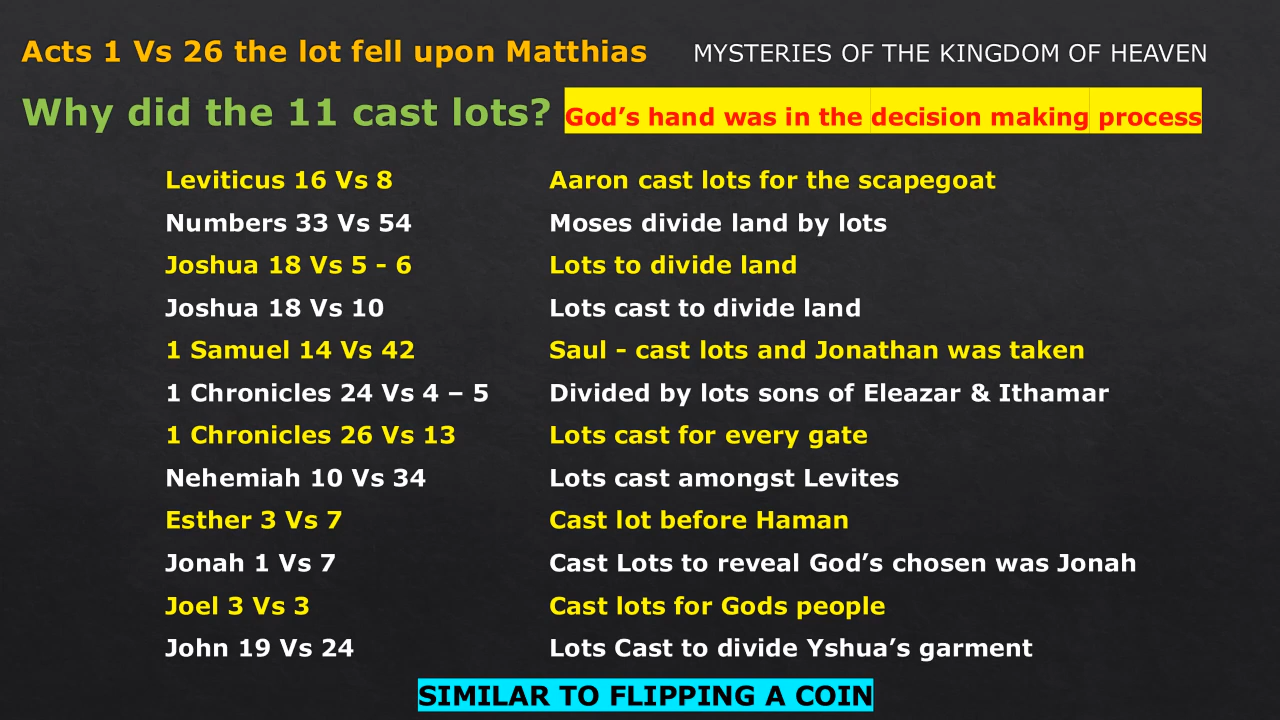 Acts 1 Vs 26 the lot fell upon Matthias MYSTERIES OF THE KINGDOM OF HEAVEN
Why did the 11 cast lots? God’s hand was in the decision making process
Leviticus 16 Vs 8 Aaron cast lots for the scapegoat
Numbers 33 Vs 54 Moses divide land by lots
Joshua 18 Vs 5 - 6 Lots to divide land
Joshua 18 Vs 10 Lots cast to divide land
1 Samuel 14 Vs 42 Saul - cast lots and Jonathan was taken
1 Chronicles 24 Vs 4 – 5 Divided by lots sons of Eleazar & Ithamar
1 Chronicles 26 Vs 13 Lots cast for every gate
Nehemiah 10 Vs 34 Lots cast amongst Levites
Esther 3 Vs 7 Cast lot before Haman
Jonah 1 Vs 7 Cast Lots to reveal God’s chosen was Jonah
Joel 3 Vs 3 Cast lots for Gods people
John 19 Vs 24 Lots Cast to divide Yshua’s garment
SIMILAR TO FLIPPING A COIN